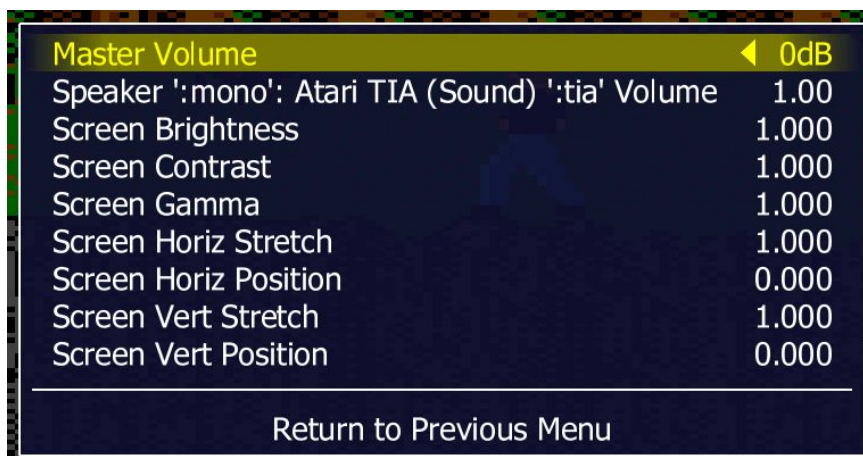 Master Volume 0dB
Speaker ':mono': Atari TIA (Sound) ':tia' Volume 1.00
Screen Brightness 1.000
Screen Contrast 1.000
Screen Gamma 1.000
Screen Horiz Stretch 1.000
Screen Horiz Position 0.000
Screen Vert Stretch 1.000
Screen Vert Position 0.000
Return to Previous Menu